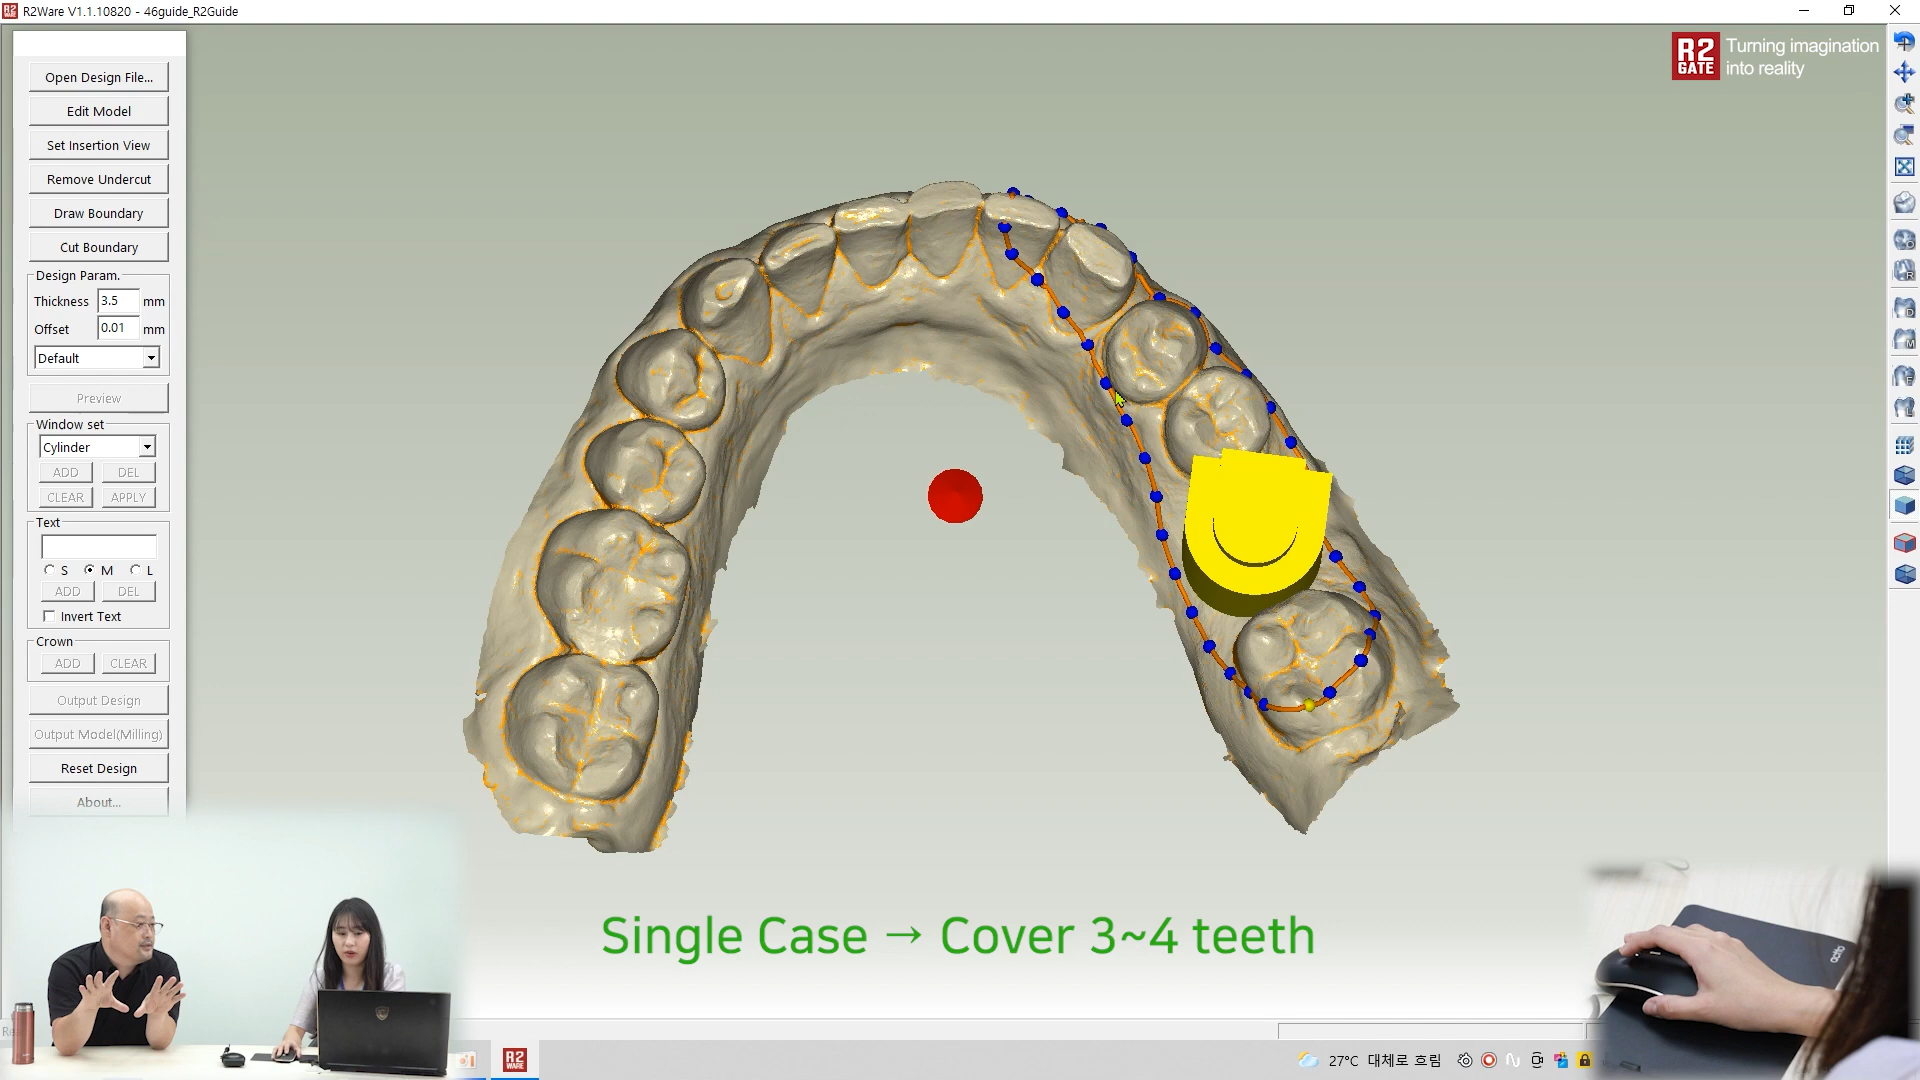 R2Ware V1.1.10820 - 46guide_R2Guide
R2
GATE
Turning imagination
into reality
Open Design File...
Edit Model
Set Insertion View
Remove Undercut
Draw Boundary
Cut Boundary
Design Param.
Thickness 3.5 mm
Offset 0.01 mm
Default
Preview
Window set
Cylinder
ADD DEL
CLEAR APPLY
Text
S M L
ADD DEL
Invert Text
Crown
ADD CLEAR
Output Design
Output Model(Milling)
Reset Design
About...
Single Case → Cover 3~4 teeth
R2
WARE
27°C 대체로 흐림